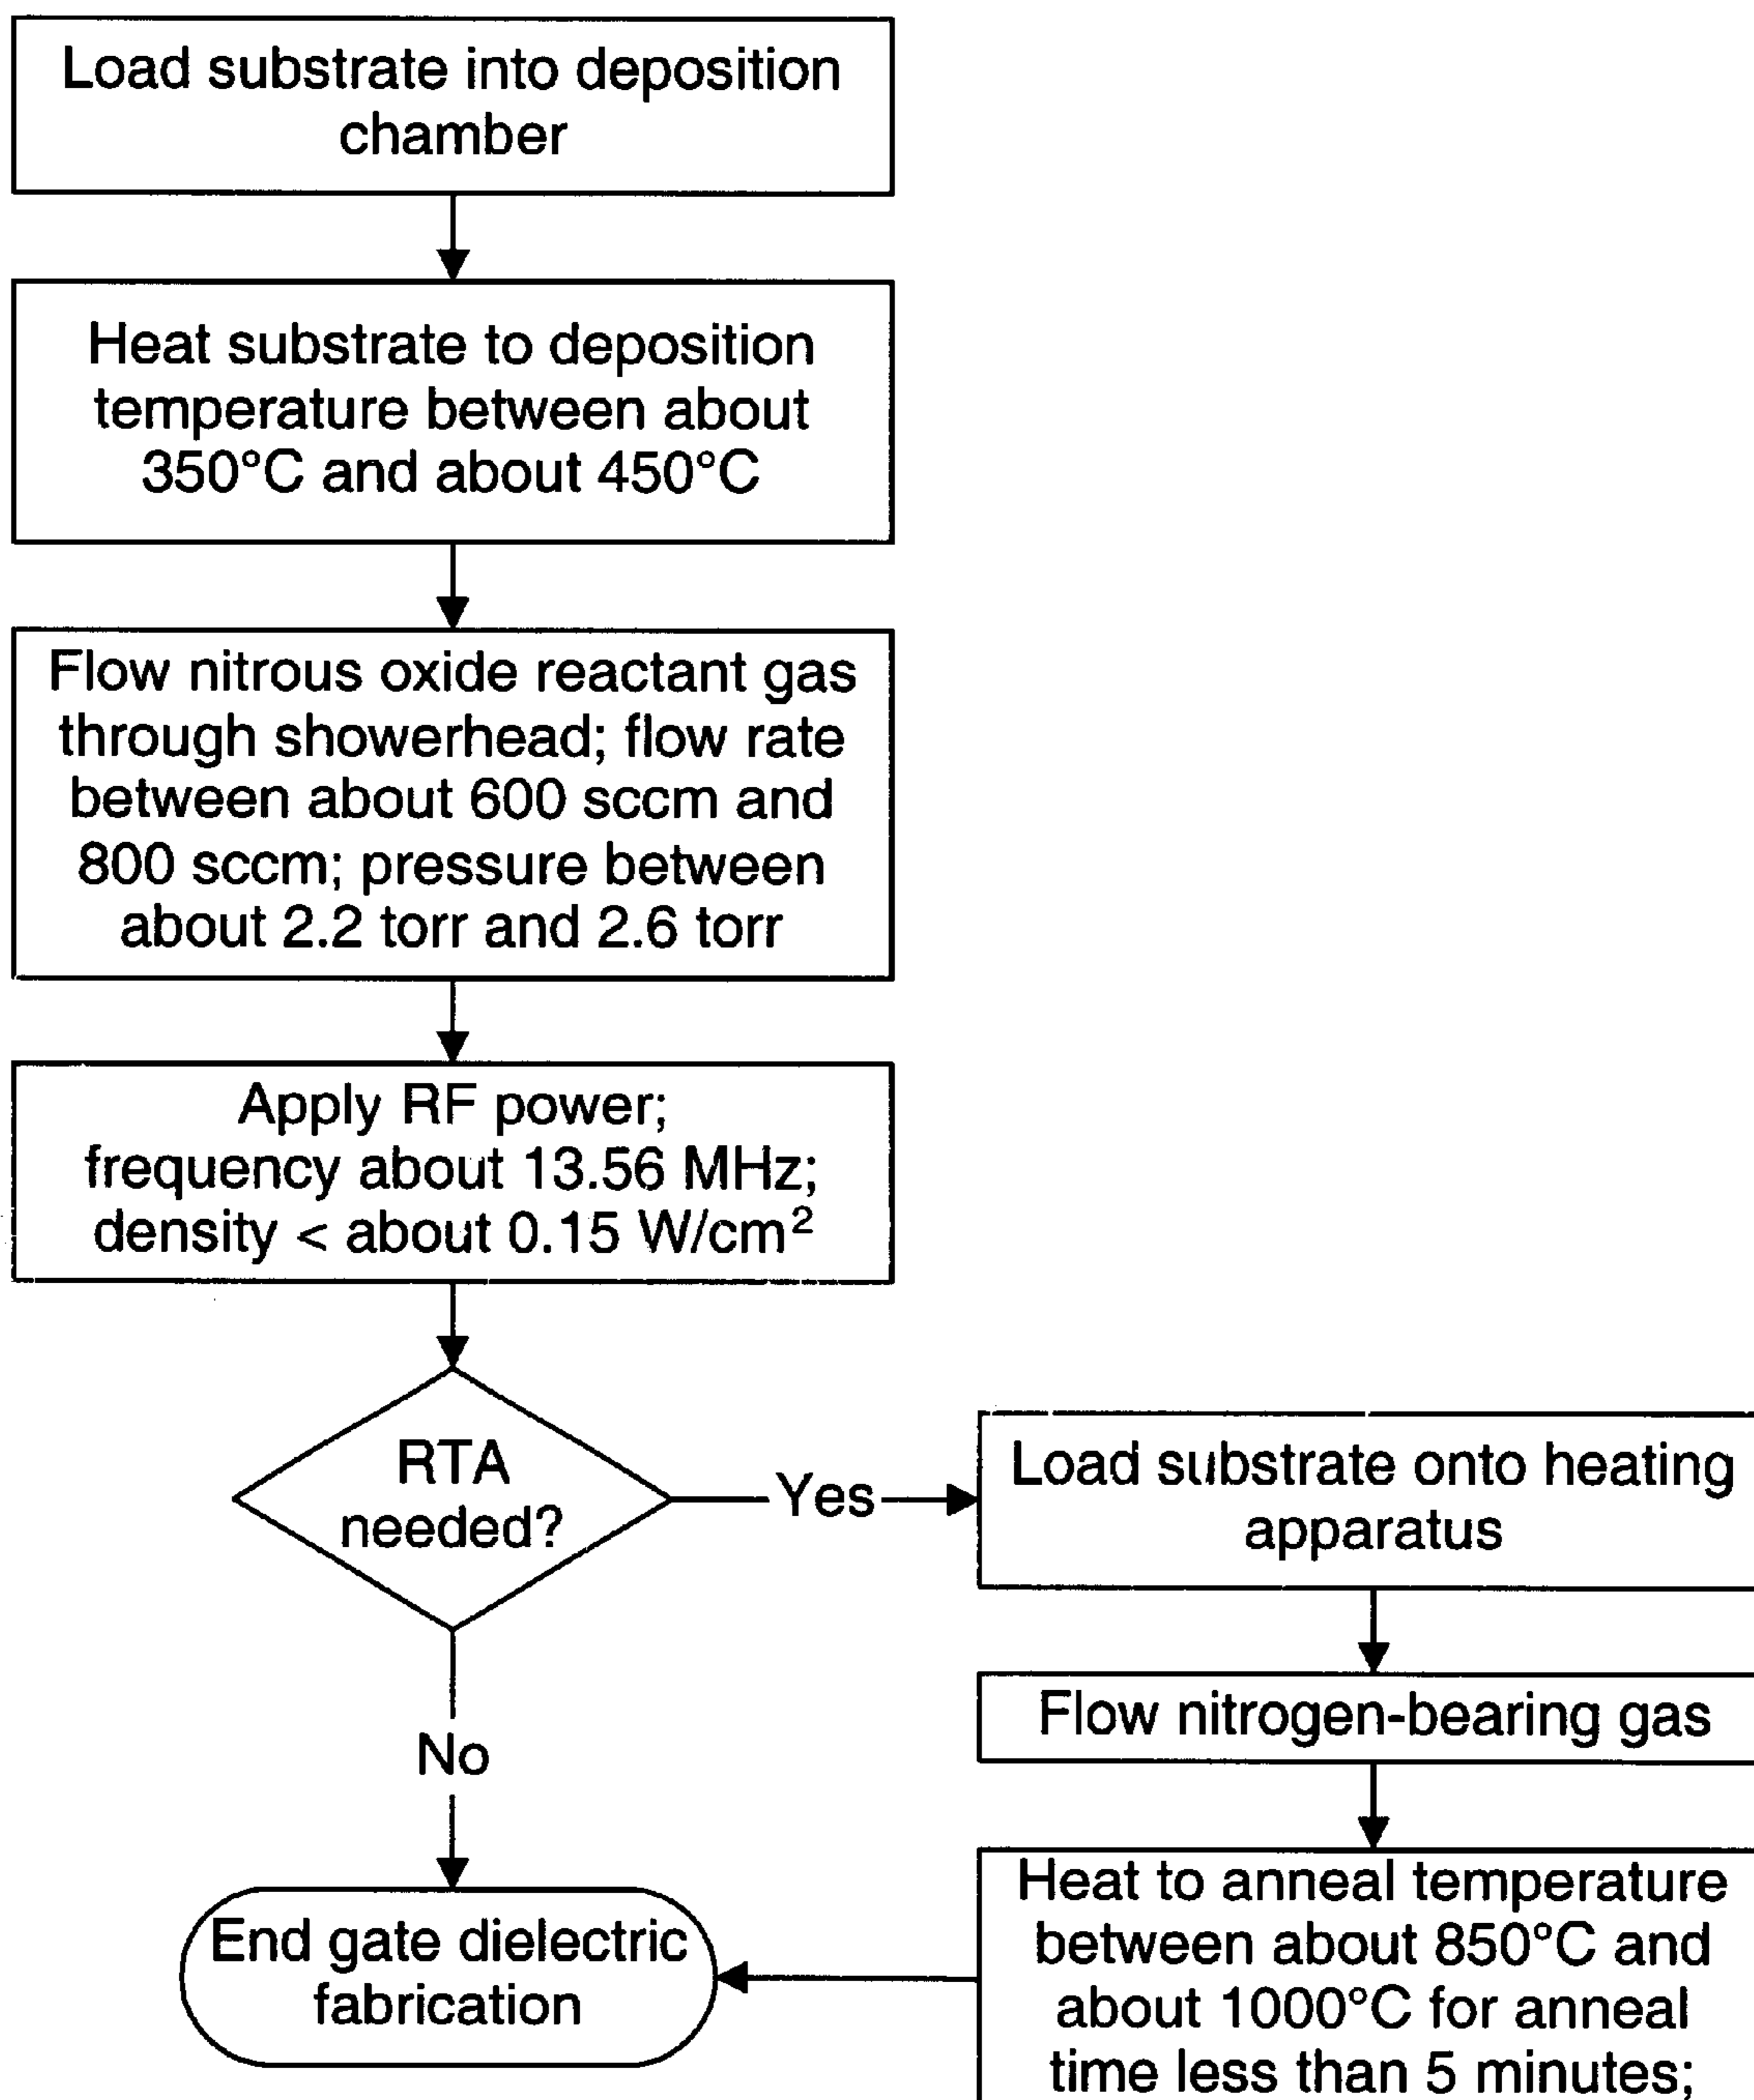 Load substrate into deposition
chamber
Heat substrate to deposition
temperature between about
350°C and about 450°C
Flow nitrous oxide reactant gas
through showerhead; flow rate
between about 600 sccm and
800 sccm; pressure between
about 2.2 torr and 2.6 torr
Apply RF power;
frequency about 13.56 MHz;
density < about 0.15 W/cm²
RTA
needed?
Yes
Load substrate onto heating
apparatus
Flow nitrogen-bearing gas
Heat to anneal temperature
between about 850°C and
about 1000°C for anneal
time less than 5 minutes;
No
End gate dielectric
fabrication